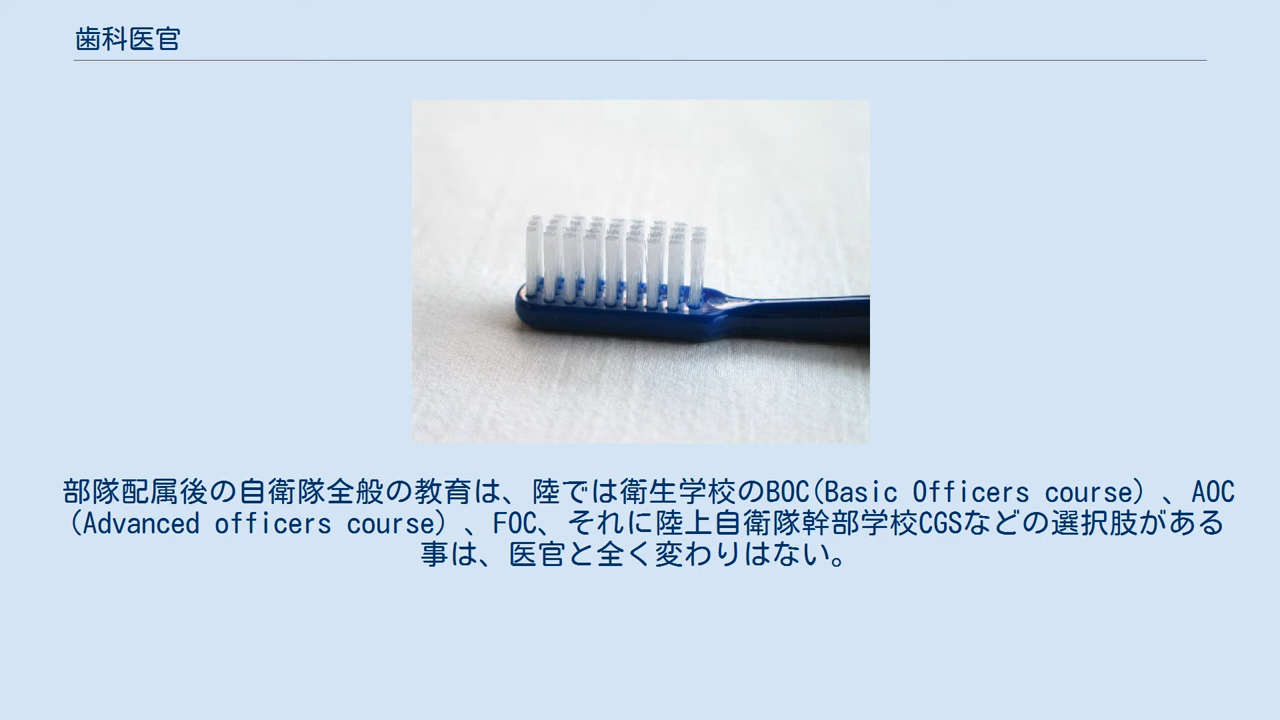 歯科医官
部隊配属後の自衛隊全般の教育は、陸では衛生学校のBOC(Basic Officers course) 、AOC
(Advanced officers course) 、FOC、それに陸上自衛隊幹部学校CGSなどの選択肢がある
事は、医官と全く変わりはない。